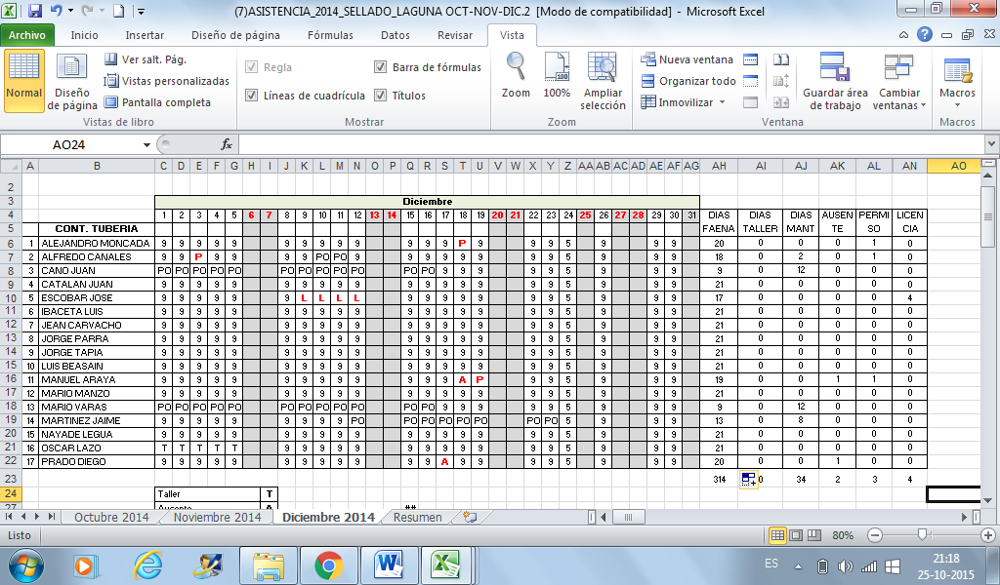 (7)ASISTENCIA_2014_SELLADO_LAGUNA OCT-NOV-DIC.2 [Modo de compatibilidad] - Microsoft Excel
Archivo Inicio Insertar Diseño de página Fórmulas Datos Revisar Vista
Normal Diseño de página Ver salt. Pág. Vistas personalizadas Pantalla completa
Regla Barra de fórmulas
Líneas de cuadrícula Títulos
Zoom 100% Ampliar selección
Nueva ventana Organizar todo Inmovilizar
Guardar área de trabajo Cambiar ventanas Macros
Vistas de libro Mostrar Zoom Ventana Macros
AO24 fx
A B C D E F G H I J K L M N O P Q R S T U V W X Y Z AA AB AC AD AE AF AG AH AI AJ AK AL AN AO
2
3 Diciembre
4 1 2 3 4 5 6 7 8 9 10 11 12 13 14 15 16 17 18 19 20 21 22 23 24 25 26 27 28 29 30 31 DIAS DIAS DIAS AUSEN PERMI LICEN
5 CONT. TUBERIA FAENA TALLER MANT TE SO CIA
6 1 ALEJANDRO MONCADA 9 9 9 9 9 8 9 9 9 9 9 9 9 P 9 9 9 5 9 9 20 0 0 0 1 0
7 2 ALFREDO CANALES 9 9 P 9 9 9 9 PO PO 9 9 9 9 9 9 9 9 5 9 9 18 0 2 0 1 0
8 3 CANO JUAN PO PO PO PO PO PO PO PO PO PO PO PO 9 9 9 9 9 5 9 9 9 0 12 0 0 0
9 4 CATALAN JUAN 9 9 9 9 9 9 9 9 9 9 9 9 9 9 9 9 9 5 9 9 21 0 0 0 0 0
10 5 ESCOBAR JOSE 9 9 9 9 9 9 L L L L 9 9 9 9 9 9 9 5 9 9 17 0 0 0 0 4
11 6 IBACETA LUIS 9 9 9 9 9 9 9 9 9 9 9 9 9 9 9 9 9 5 9 9 21 0 0 0 0 0
12 7 JEAN CARVACHO 9 9 9 9 9 9 9 9 9 9 9 9 9 9 9 9 9 5 9 9 21 0 0 0 0 0
13 8 JORGE PARRA 9 9 9 9 9 9 9 9 9 9 9 9 9 9 9 9 9 5 9 9 21 0 0 0 0 0
14 9 JORGE TAPIA 9 9 9 9 9 9 9 9 9 9 9 9 9 9 9 9 9 5 9 9 21 0 0 0 0 0
15 10 LUIS BEASAIN 9 9 9 9 9 9 9 9 9 9 9 9 9 9 9 9 9 5 9 9 21 0 0 0 0 0
16 11 MANUEL ARAYA 9 9 9 9 9 9 9 9 9 9 9 9 9 A P 9 9 5 9 9 19 0 0 1 1 0
17 12 MARIO MANZO 9 9 9 9 9 9 9 9 9 9 9 9 9 9 9 9 9 5 9 9 21 0 0 0 0 0
18 13 MARIO VARAS PO PO PO PO PO PO PO PO PO PO PO PO 9 9 9 9 9 5 9 9 9 0 12 0 0 0
19 14 MARTINEZ JAIME 9 9 9 9 9 9 9 9 9 PO PO PO PO PO PO PO PO 5 9 9 13 0 8 0 0 0
20 15 NAYADE LEGUA 9 9 9 9 9 9 9 9 9 9 9 9 9 9 9 9 9 5 9 9 21 0 0 0 0 0
21 16 OSCAR LAZO T T T T T 9 9 9 9 9 9 9 9 9 9 9 9 5 9 9 21 0 0 0 0 0
22 17 PRADO DIEGO 9 9 9 9 9 9 9 9 9 9 9 9 A 9 9 9 9 5 9 9 20 0 0 1 0 0
23 314 0 34 2 3 4
24 Taller T
27 Ausente A ##
Octubre 2014 Noviembre 2014 Diciembre 2014 Resumen
Listo 80%
ES 21:18
25-10-2015